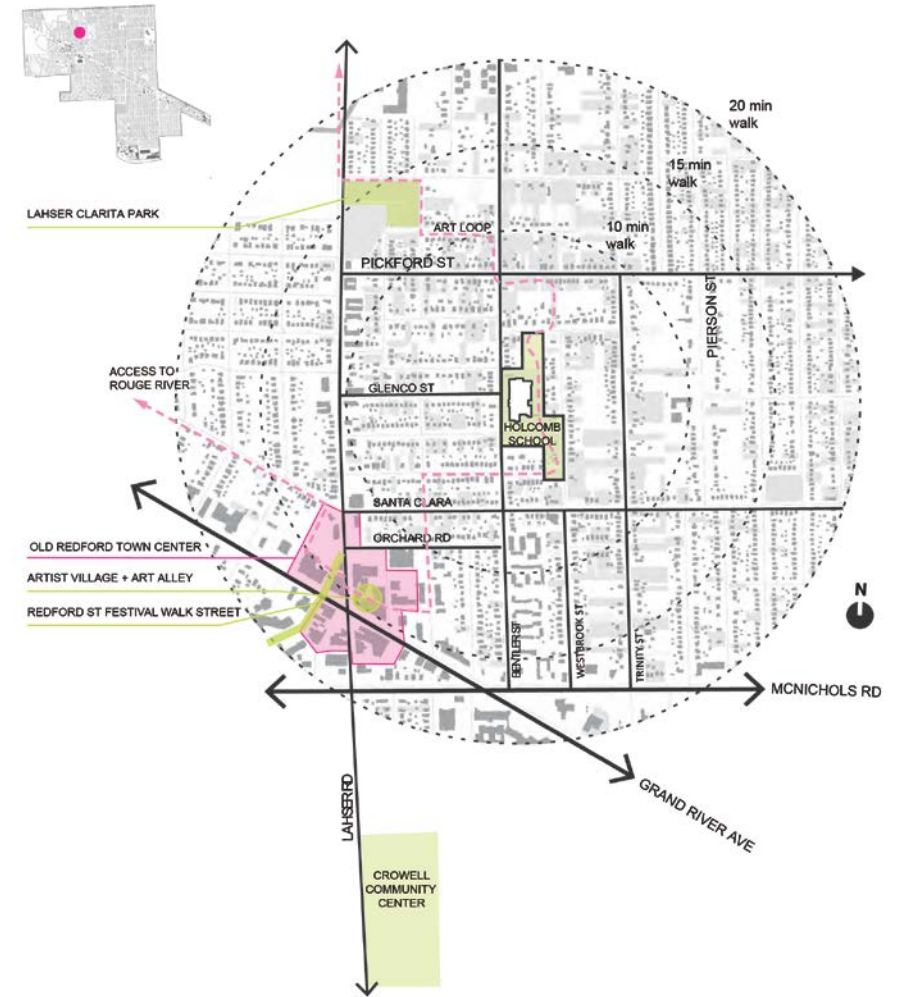 20 min
walk
15 min
walk
LAHSER CLARITA PARK
ART LOOP
10 min
walk
PICKFORD ST
PIERSON ST
ACCESS TO
ROUGE RIVER
GLENCO ST
HOLCOMB
SCHOOL
SANTA CLARA
ORCHARD RD
OLD REDFORD TOWN CENTER
ARTIST VILLAGE + ART ALLEY
REDFORD ST FESTIVAL WALK STREET
N
BENTLER ST
WESTBROOK ST
TRINITY ST
MCNICHOLS RD
LAHSER RD
GRAND RIVER AVE
CROWELL
COMMUNITY
CENTER